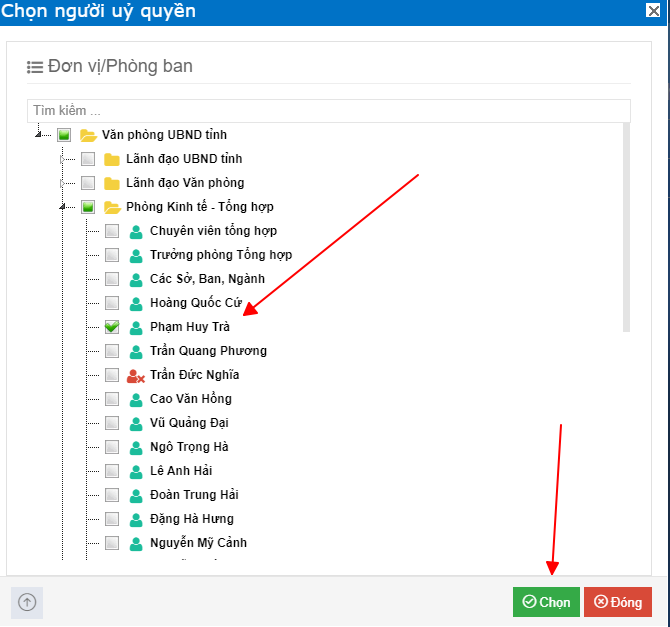 Chọn người uỷ quyền
Đơn vị/Phòng ban
Tìm kiếm ...
Văn phòng UBND tỉnh
Lãnh đạo UBND tỉnh
Lãnh đạo Văn phòng
Phòng Kinh tế - Tổng hợp
Chuyên viên tổng hợp
Trưởng phòng Tổng hợp
Các Sở, Ban, Ngành
Hoàng Quốc Cứ
Phạm Huy Trà
Trần Quang Phương
Trần Đức Nghĩa
Cao Văn Hồng
Vũ Quảng Đại
Ngô Trọng Hà
Lê Anh Hải
Đoàn Trung Hải
Đặng Hà Hưng
Nguyễn Mỹ Cảnh
Chọn Đóng